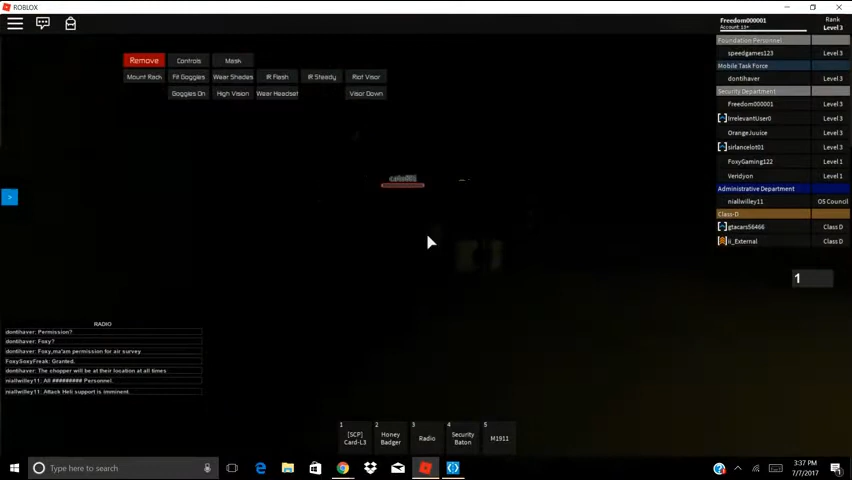 ROBLOX
Freedom000001
Account: 13+
Rank
Level 3
Foundation Personnel
speedgames123 Level 3
Mobile Task Force
dontihaver Level 3
Security Department
Freedom000001 Level 3
IrrelevantUser0 Level 3
OrangeJuuice Level 3
sirlancelot01 Level 3
FoxyGaming122 Level 1
Veridyon Level 1
Administrative Department
niallwilley11 O5 Council
Class-D
gtacars56466 Class D
ii_External Class D
Remove Controls Mask
Mount Rack Fit Goggles Wear Shades IR Flash IR Steady Riot Visor
Goggles On High Vision Wear Headset Visor Down
>
1
RADIO
dontihaver: Permission?
dontihaver: Foxy?
dontihaver: Foxy,ma'am permission for air survey
FoxySoxyFreak: Granted.
dontihaver: The chopper will be at their location at all times
niallwilley11: All ######### Personnel.
niallwilley11: Attack Heli support is imminent.
1 [SCP] Card-L3
2 Honey Badger
3 Radio
4 Security Baton
5 M1911
Type here to search
3:37 PM
7/7/2017